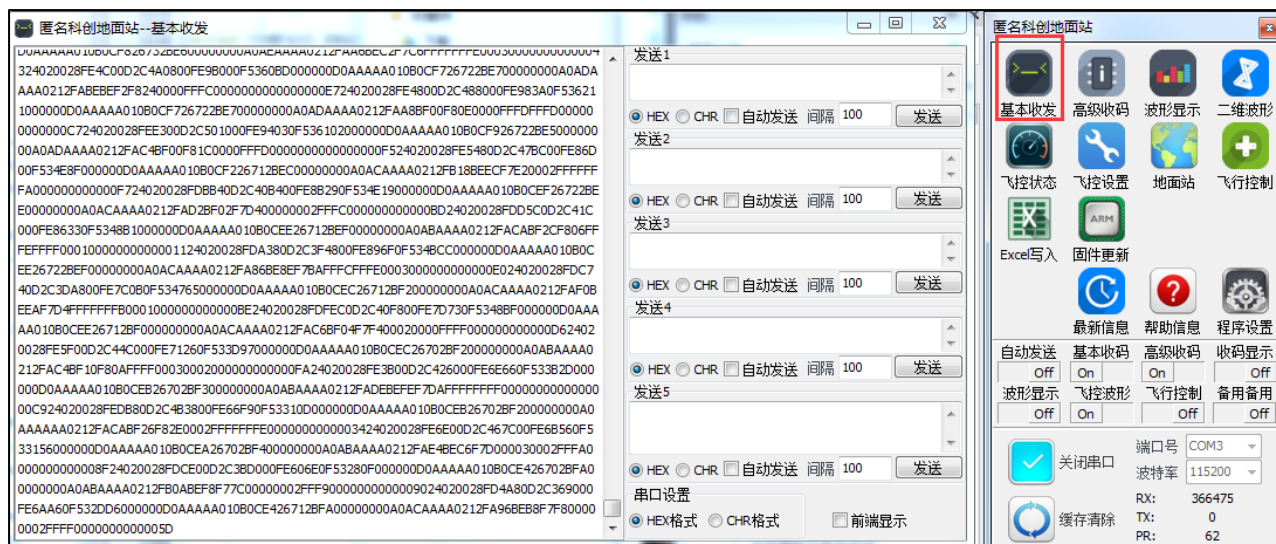 匿名科创地面站--基本收发
324020028FE4C00D2C4A0800FE9B000F5360BD000000D0AAAAA010B0CF726722BE700000000A0ADA
AAA0212FABEBEF2F8240000FFFC0000000000000000E724020028FE4800D2C488000FE983A0F53621
1000000D0AAAAA010B0CF726722BE700000000A0ADAAAA0212FAA8BF00F80E0000FFFDFFFD000000
0000000C724020028FEE300D2C501000FE94030F536102000000D0AAAAA010B0CF926722BE5000000
00A0ADAAAA0212FAC4BF00F81C0000FFFD0000000000000000F524020028FE5480D2C47BC00FE86D
00F534E8F000000D0AAAAA010B0CF226712BEC00000000A0ACAAAA0212FB18BEECF7E20002FFFFFF
FA000000000000F724020028FDBB40D2C40B400FE8B290F534E19000000D0AAAAA010B0CEF26722BE
E00000000A0ACAAAA0212FAD2BF02F7D400000002FFFC000000000000BD24020028FDD5C0D2C41C
000FE86330F5348B1000000D0AAAAA010B0CEE26712BEF00000000A0ABAAAA0212FACABF2CF806FF
FEFFFF00010000000000001124020028FDA380D2C3F4800FE896F0F534BCC000000D0AAAAA010B0C
EE26722BEF00000000A0ACAAAA0212FA86BE8EF7BAFFFCFFFE0003000000000000E024020028FDC7
40D2C3DA800FE7C0B0F534765000000D0AAAAA010B0CEC26712BF200000000A0ACAAAA0212FAF0B
EEAF7D4FFFFFFFB0001000000000000BE24020028FDFEC0D2C40F800FE7D730F5348BF000000D0AAA
AA010B0CEE26712BF000000000A0ACAAAA0212FAC6BF04F7F400020000FFFF000000000000D62402
0028FE5F00D2C44C000FE71260F533D97000000D0AAAAA010B0CEC26702BF200000000A0ABAAAA0
212FAC4BF10F80AFFFF00030002000000000000FA24020028FE3B00D2C426000FE6E660F533B2D000
000D0AAAAA010B0CEB26702BF300000000A0ABAAAA0212FADEBEFEF7DAFFFFFFFF00000000000000
00C924020028FEDB80D2C4B3800FE66F90F53310D000000D0AAAAA010B0CEB26702BF200000000A0
AAAAAA0212FACABF26F82E0002FFFFFFFE0000000000003424020028FE6E00D2C467C00FE6B560F5
33156000000D0AAAAA010B0CEA26702BF400000000A0ABAAAA0212FAE4BEC6F7D000030002FFFA0
000000000008F24020028FDCE00D2C3BD000FE606E0F53280F000000D0AAAAA010B0CE426702BFA0
0000000A0ABAAAA0212FB0ABEF8F77C00000002FFF90000000000009024020028FD4A80D2C369000
FE6AA60F532DD6000000D0AAAAA010B0CE426712BFA00000000A0ACAAAA0212FA96BEB8F7F80000
0002FFFF0000000000005D
发送1
HEX CHR 自动发送 间隔 100 发送
发送2
HEX CHR 自动发送 间隔 100 发送
发送3
HEX CHR 自动发送 间隔 100 发送
发送4
HEX CHR 自动发送 间隔 100 发送
发送5
HEX CHR 自动发送 间隔 100 发送
串口设置
HEX格式 CHR格式 前端显示
匿名科创地面站
基本收发 高级收码 波形显示 二维波形
飞控状态 飞控设置 地面站 飞行控制
ARM
Excel写入 固件更新
最新信息 帮助信息 程序设置
自动发送 基本收码 高级收码 收码显示
Off On On Off
波形显示 飞控波形 飞行控制 备用备用
Off On Off Off
关闭串口
端口号 COM3
波特率 115200
缓存清除
RX: 366475
TX: 0
PR: 62